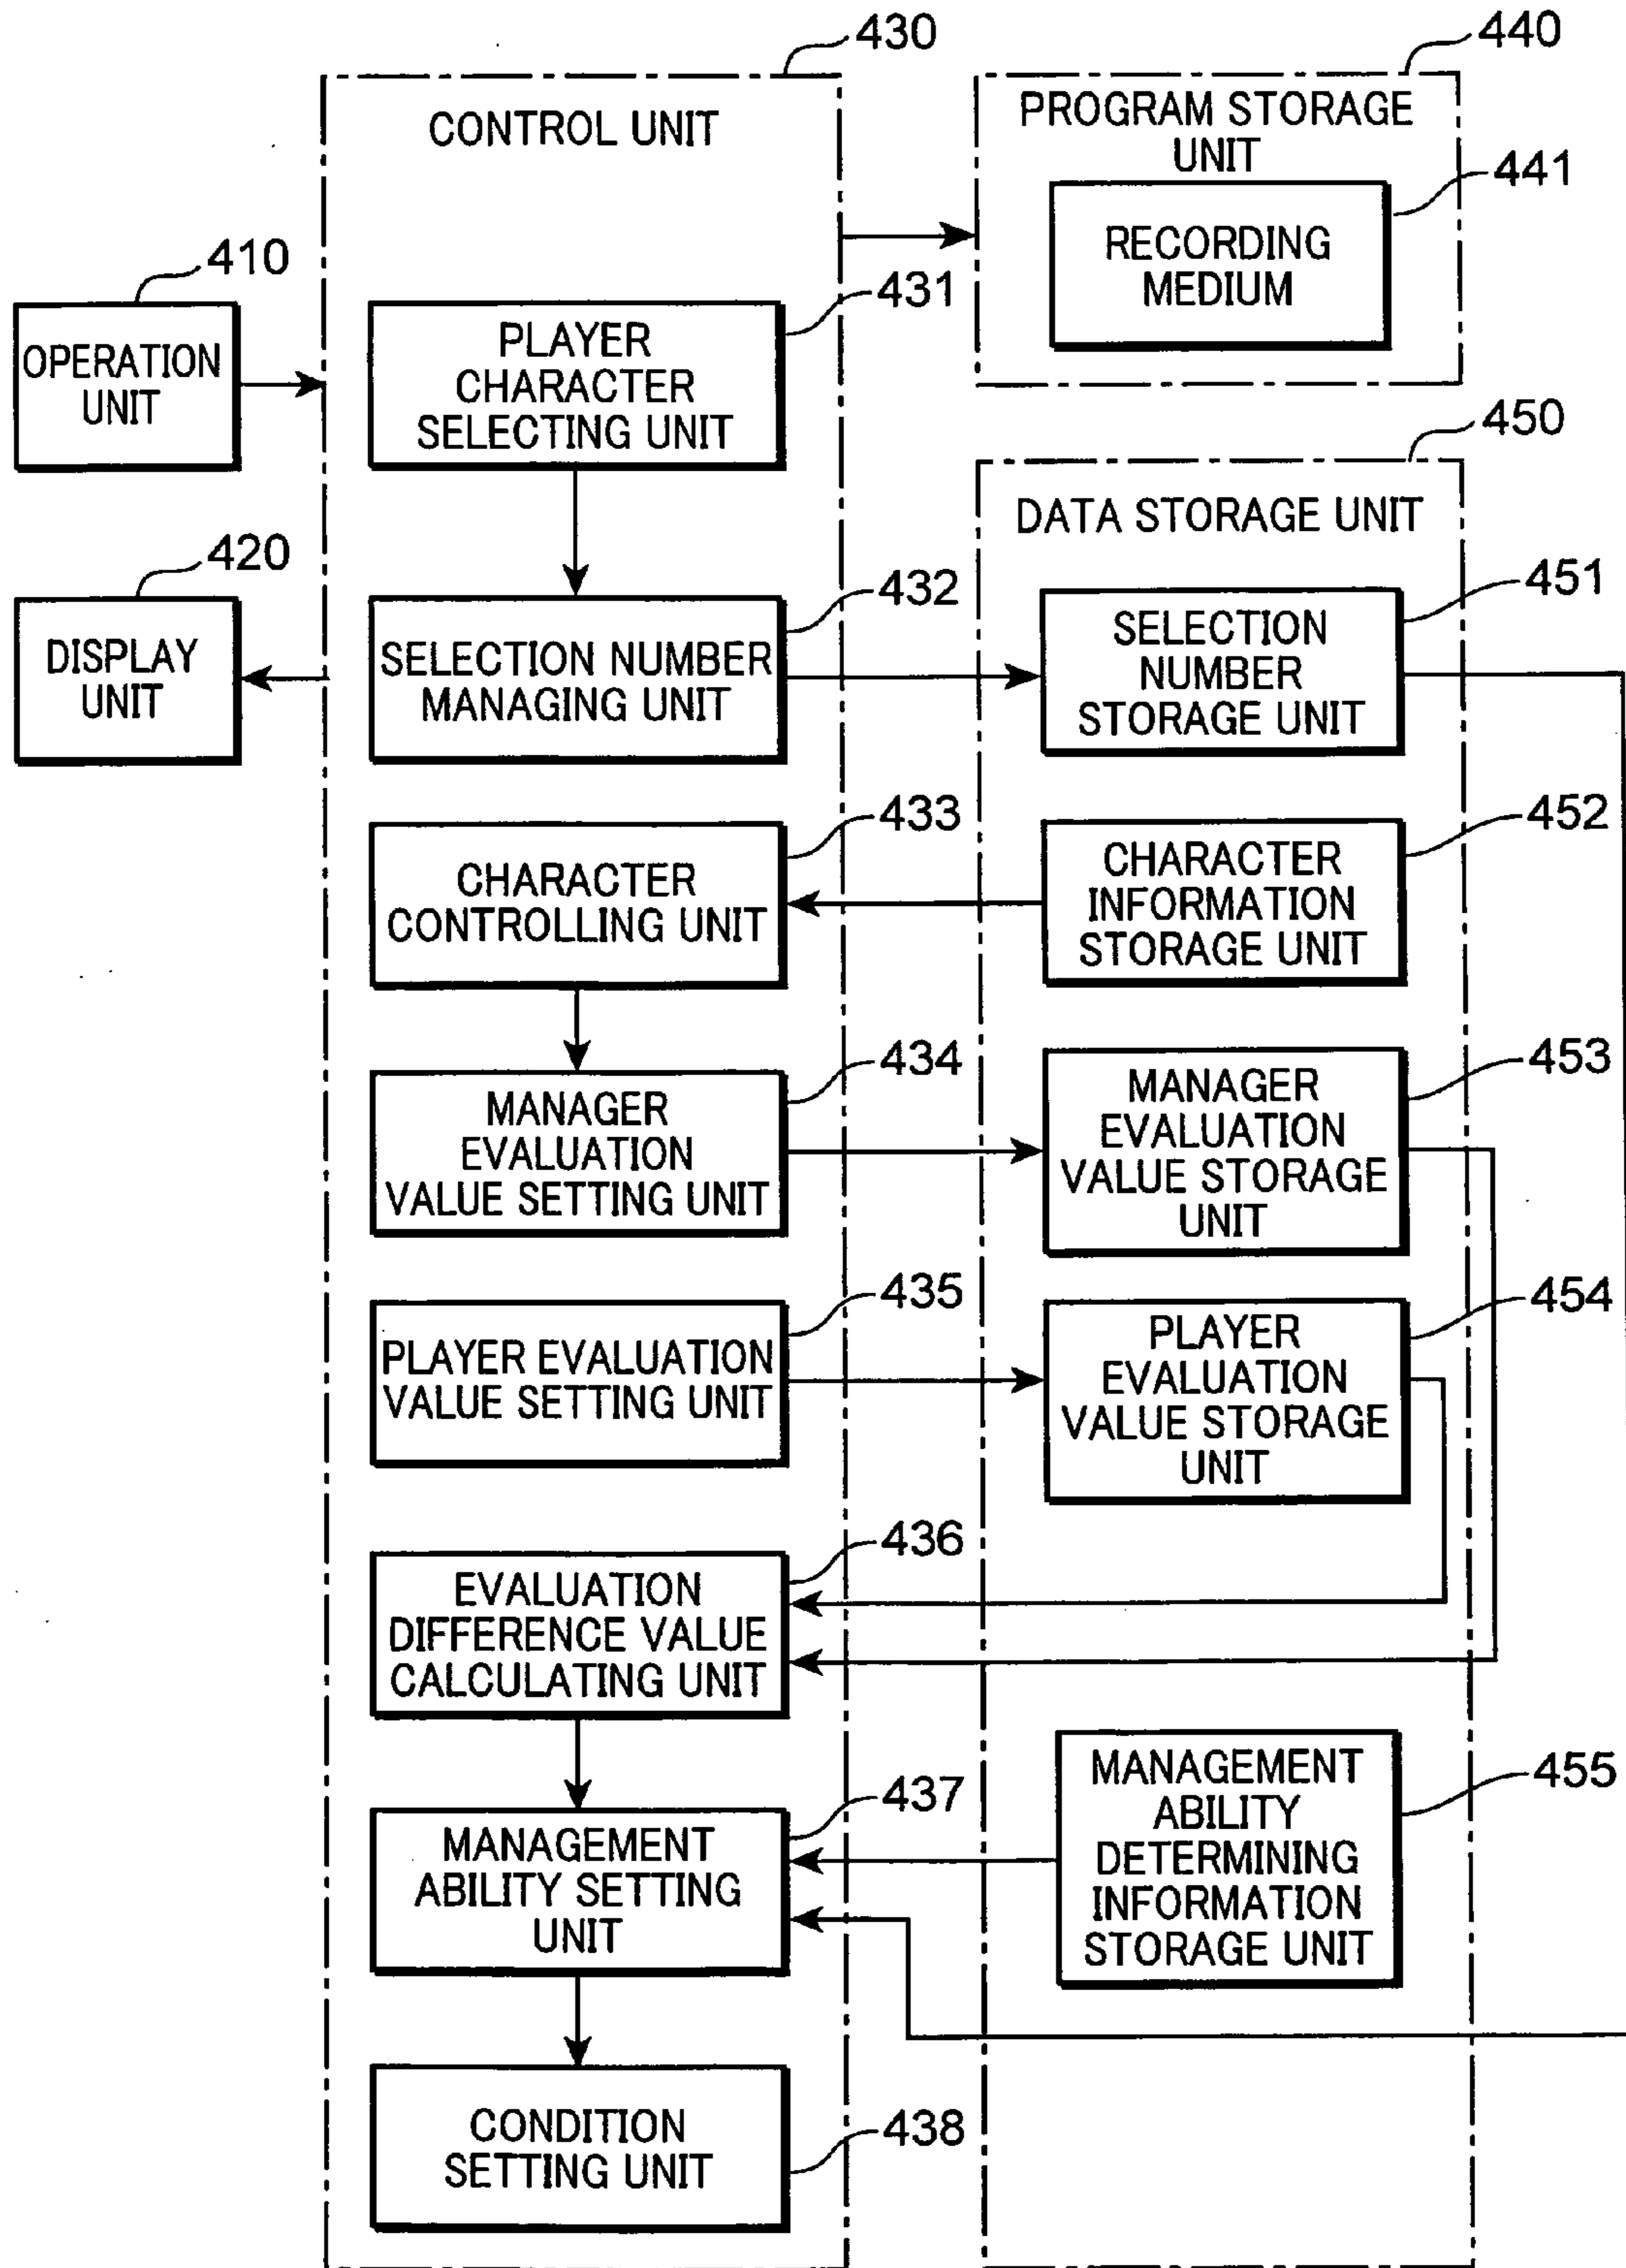 430
CONTROL UNIT
440
PROGRAM STORAGE
UNIT
441
RECORDING
MEDIUM
410
OPERATION
UNIT
431
PLAYER
CHARACTER
SELECTING UNIT
450
DATA STORAGE UNIT
420
DISPLAY
UNIT
432
SELECTION NUMBER
MANAGING UNIT
451
SELECTION
NUMBER
STORAGE UNIT
433
CHARACTER
CONTROLLING UNIT
452
CHARACTER
INFORMATION
STORAGE UNIT
434
MANAGER
EVALUATION
VALUE SETTING UNIT
453
MANAGER
EVALUATION
VALUE STORAGE
UNIT
435
PLAYER EVALUATION
VALUE SETTING UNIT
454
PLAYER
EVALUATION
VALUE STORAGE
UNIT
436
EVALUATION
DIFFERENCE VALUE
CALCULATING UNIT
437
MANAGEMENT
ABILITY SETTING
UNIT
455
MANAGEMENT
ABILITY
DETERMINING
INFORMATION
STORAGE UNIT
438
CONDITION
SETTING UNIT